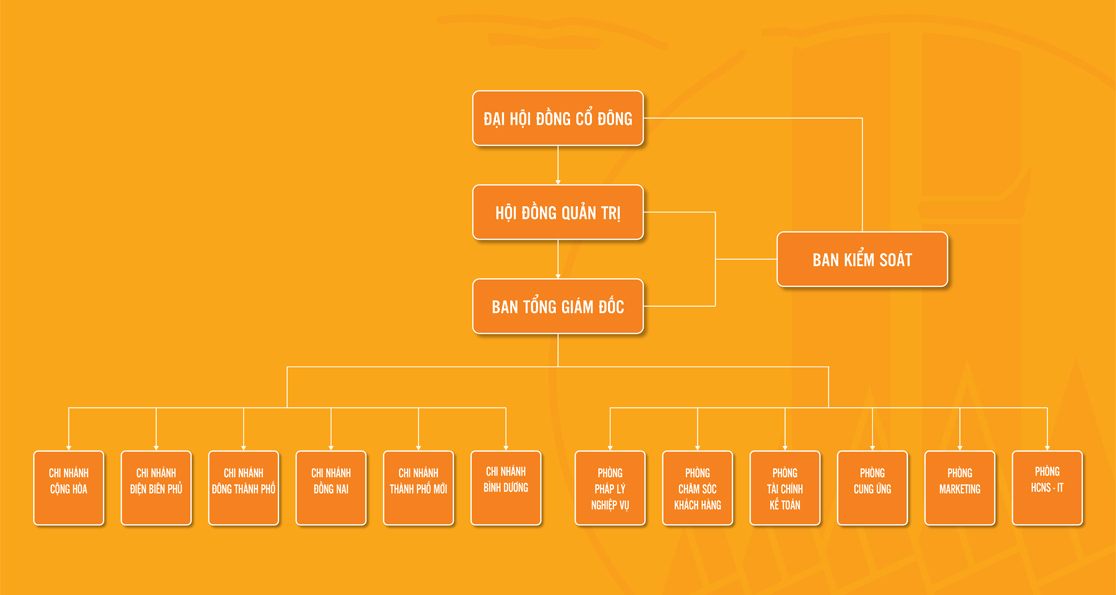 ĐẠI HỘI ĐỒNG CỔ ĐÔNG
HỘI ĐỒNG QUẢN TRỊ
BAN KIỂM SOÁT
BAN TỔNG GIÁM ĐỐC
CHI NHÁNH
CỘNG HÒA
CHI NHÁNH
ĐIỆN BIÊN PHỦ
CHI NHÁNH
ĐÔNG THÀNH PHỐ
CHI NHÁNH
ĐỒNG NAI
CHI NHÁNH
THÀNH PHỐ MỚI
CHI NHÁNH
BÌNH DƯƠNG
PHÒNG
PHÁP LÝ
NGHIỆP VỤ
PHÒNG
CHĂM SÓC
KHÁCH HÀNG
PHÒNG
TÀI CHÍNH
KẾ TOÁN
PHÒNG
CUNG ỨNG
PHÒNG
MARKETING
PHÒNG
HCNS - IT